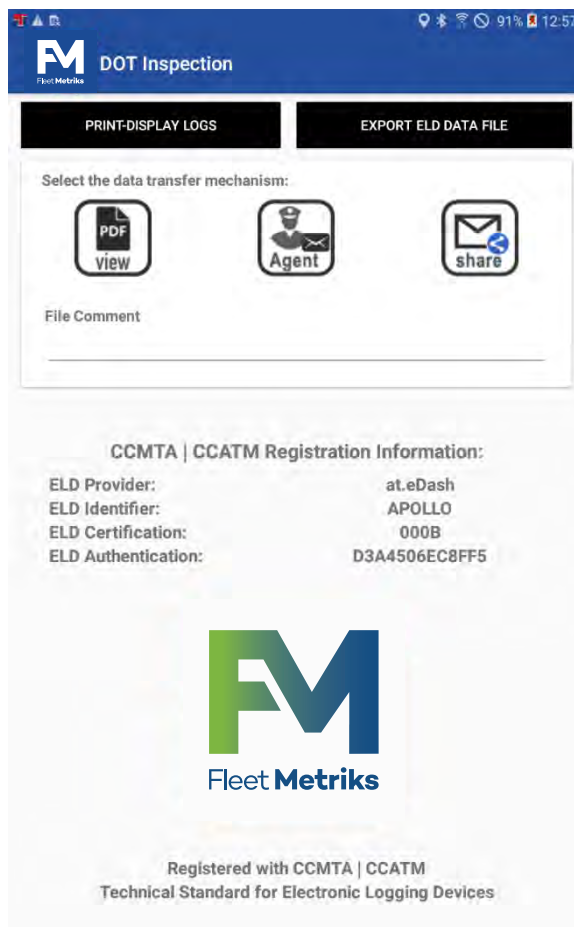 91% 12:57
FM
Fleet Metriks
DOT Inspection
PRINT-DISPLAY LOGS
EXPORT ELD DATA FILE
Select the data transfer mechanism:
PDF
view
Agent
share
File Comment
CCMTA | CCATM Registration Information:
ELD Provider: at.eDash
ELD Identifier: APOLLO
ELD Certification: 000B
ELD Authentication: D3A4506EC8FF5
FM
Fleet Metriks
Registered with CCMTA | CCATM
Technical Standard for Electronic Logging Devices